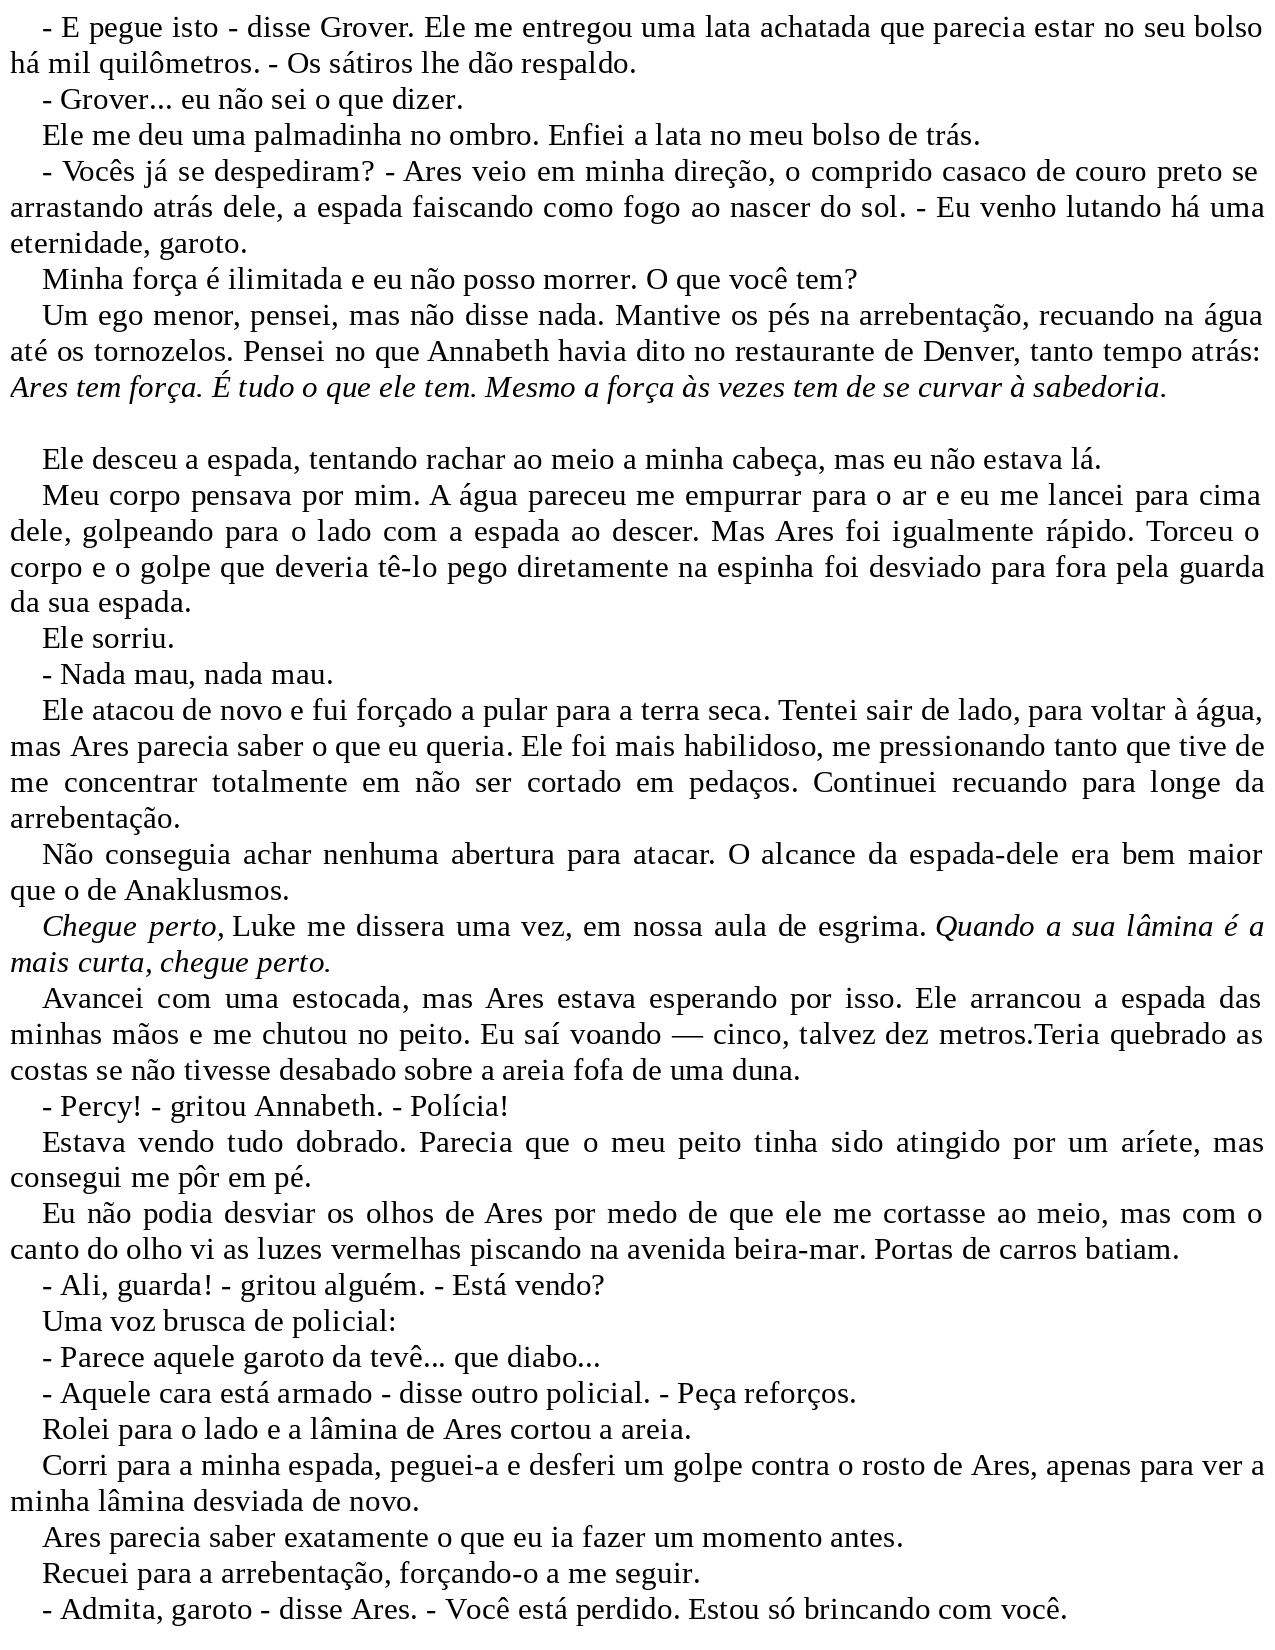 - E pegue isto - disse Grover. Ele me entregou uma lata achatada que parecia estar no seu bolso
há mil quilômetros. - Os sátiros lhe dão respaldo.
- Grover... eu não sei o que dizer.
Ele me deu uma palmadinha no ombro. Enfiei a lata no meu bolso de trás.
- Vocês já se despediram? - Ares veio em minha direção, o comprido casaco de couro preto se
arrastando atrás dele, a espada faiscando como fogo ao nascer do sol. - Eu venho lutando há uma
eternidade, garoto.
Minha força é ilimitada e eu não posso morrer. O que você tem?
Um ego menor, pensei, mas não disse nada. Mantive os pés na arrebentação, recuando na água
até os tornozelos. Pensei no que Annabeth havia dito no restaurante de Denver, tanto tempo atrás:
Ares tem força. É tudo o que ele tem. Mesmo a força às vezes tem de se curvar à sabedoria.
Ele desceu a espada, tentando rachar ao meio a minha cabeça, mas eu não estava lá.
Meu corpo pensava por mim. A água pareceu me empurrar para o ar e eu me lancei para cima
dele, golpeando para o lado com a espada ao descer. Mas Ares foi igualmente rápido. Torceu o
corpo e o golpe que deveria tê-lo pego diretamente na espinha foi desviado para fora pela guarda
da sua espada.
Ele sorriu.
- Nada mau, nada mau.
Ele atacou de novo e fui forçado a pular para a terra seca. Tentei sair de lado, para voltar à água,
mas Ares parecia saber o que eu queria. Ele foi mais habilidoso, me pressionando tanto que tive de
me concentrar totalmente em não ser cortado em pedaços. Continuei recuando para longe da
arrebentação.
Não conseguia achar nenhuma abertura para atacar. O alcance da espada-dele era bem maior
que o de Anaklusmos.
Chegue perto, Luke me dissera uma vez, em nossa aula de esgrima. Quando a sua lâmina é a
mais curta, chegue perto.
Avancei com uma estocada, mas Ares estava esperando por isso. Ele arrancou a espada das
minhas mãos e me chutou no peito. Eu saí voando — cinco, talvez dez metros.Teria quebrado as
costas se não tivesse desabado sobre a areia fofa de uma duna.
- Percy! - gritou Annabeth. - Polícia!
Estava vendo tudo dobrado. Parecia que o meu peito tinha sido atingido por um aríete, mas
consegui me pôr em pé.
Eu não podia desviar os olhos de Ares por medo de que ele me cortasse ao meio, mas com o
canto do olho vi as luzes vermelhas piscando na avenida beira-mar. Portas de carros batiam.
- Ali, guarda! - gritou alguém. - Está vendo?
Uma voz brusca de policial:
- Parece aquele garoto da tevê... que diabo...
- Aquele cara está armado - disse outro policial. - Peça reforços.
Rolei para o lado e a lâmina de Ares cortou a areia.
Corri para a minha espada, peguei-a e desferi um golpe contra o rosto de Ares, apenas para ver a
minha lâmina desviada de novo.
Ares parecia saber exatamente o que eu ia fazer um momento antes.
Recuei para a arrebentação, forçando-o a me seguir.
- Admita, garoto - disse Ares. - Você está perdido. Estou só brincando com você.